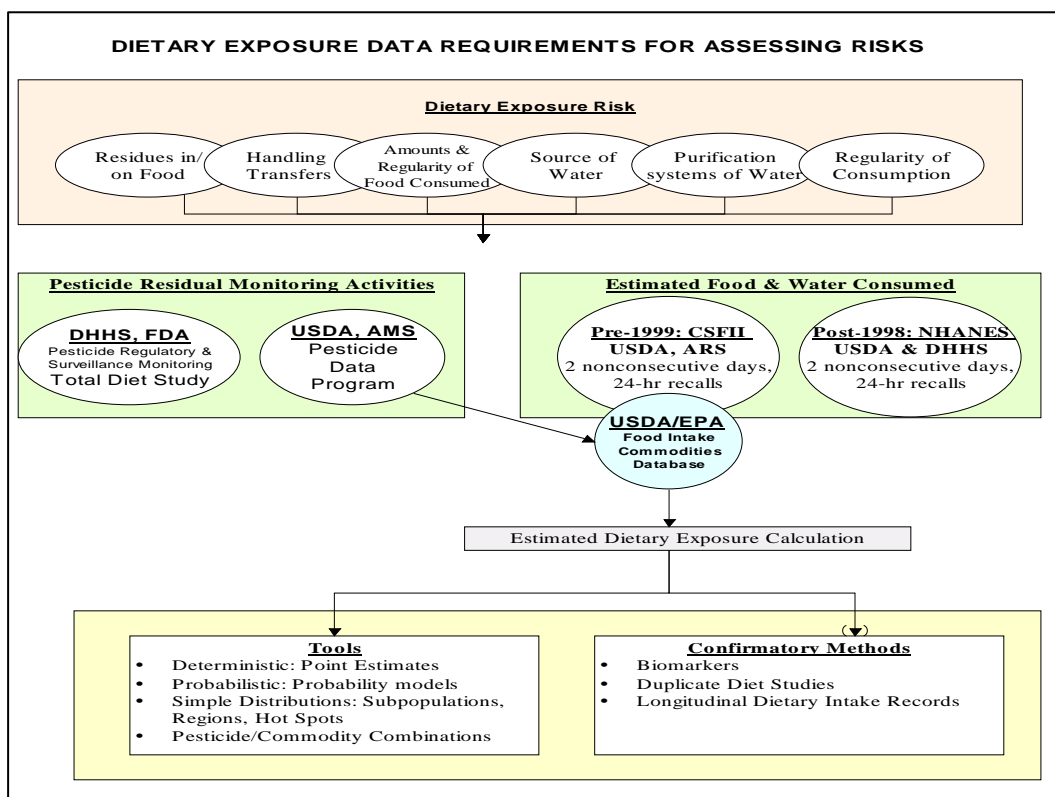 DIETARY EXPOSURE DATA REQUIREMENTS FOR ASSESSING RISKS
Dietary Exposure Risk
Residues in/
on Food
Handling
Transfers
Amounts &
Regularity of
Food Consumed
Source of
Water
Purification
systems of Water
Regularity of
Consumption
Pesticide Residual Monitoring Activities
DHHS, FDA
Pesticide Regulatory &
Surveillance Monitoring
Total Diet Study
USDA, AMS
Pesticide
Data
Program
Estimated Food & Water Consumed
Pre-1999: CSFII
USDA, ARS
2 nonconsecutive days,
24-hr recalls
Post-1998: NHANES
USDA & DHHS
2 nonconsecutive days,
24-hr recalls
USDA/EPA
Food Intake
Commodities
Database
Estimated Dietary Exposure Calculation
Tools
• Deterministic: Point Estimates
• Probabilistic: Probability models
• Simple Distributions: Subpopulations,
Regions, Hot Spots
• Pesticide/Commodity Combinations
( )
Confirmatory Methods
• Biomarkers
• Duplicate Diet Studies
• Longitudinal Dietary Intake Records